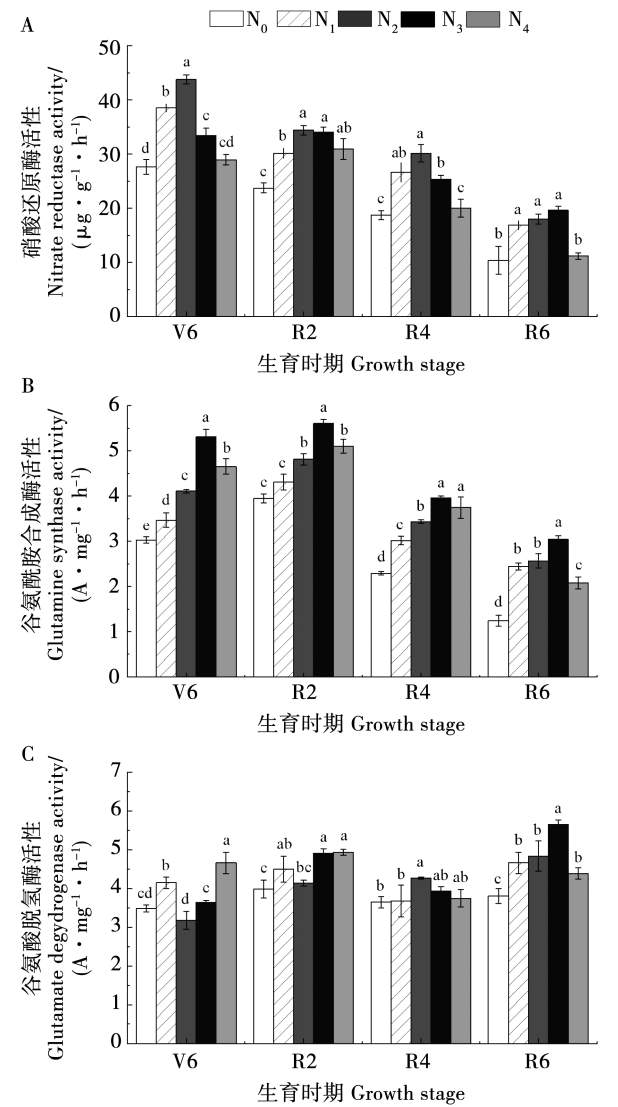 N0 N1 N2 N3 N4
A
硝酸还原酶活性/
Nitrate reductase activity/
(μg·g⁻¹·h⁻¹)
50
40
30
20
10
0
d b a c cd
c b a a ab
c ab a b c
b a a a b
V6 R2 R4 R6
生育时期 Growth stage
B
谷氨酰胺合成酶活性/
Glutamine synthase activity/
(A·mg⁻¹·h⁻¹)
6
5
4
3
2
1
0
e d c a b
c c b a b
d c b a a
d b b a c
V6 R2 R4 R6
生育时期 Growth stage
C
谷氨酸脱氢酶活性/
Glutamate degydrogenase activity/
(A·mg⁻¹·h⁻¹)
7
6
5
4
3
2
1
0
cd b d c a
c ab bc a a
b b a ab ab
c b b a b
V6 R2 R4 R6
生育时期 Growth stage